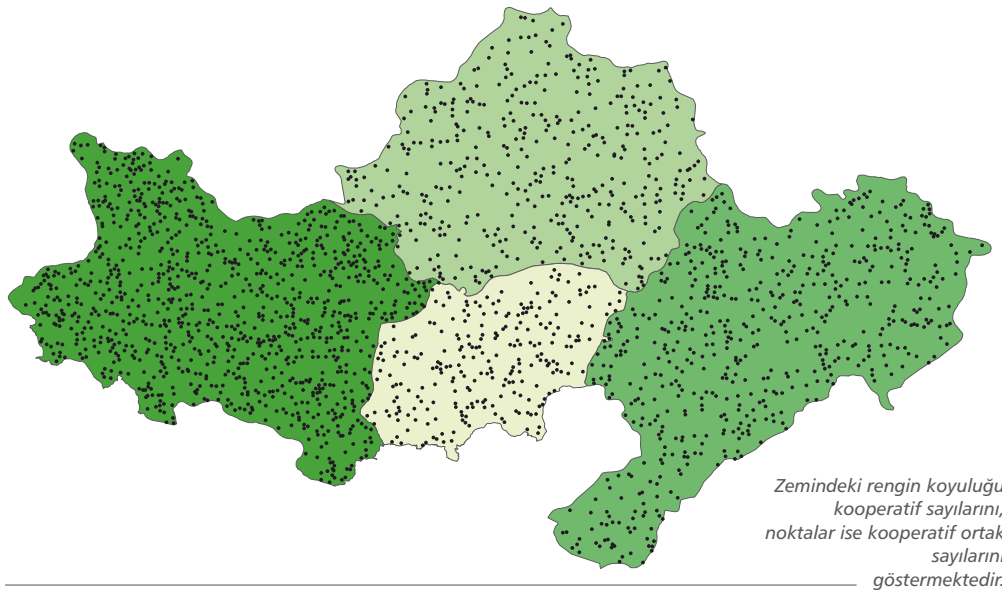 Zemindeki rengin koyuluğu
kooperatif sayılarını,
noktalar ise kooperatif ortak
sayılarını
göstermektedir.